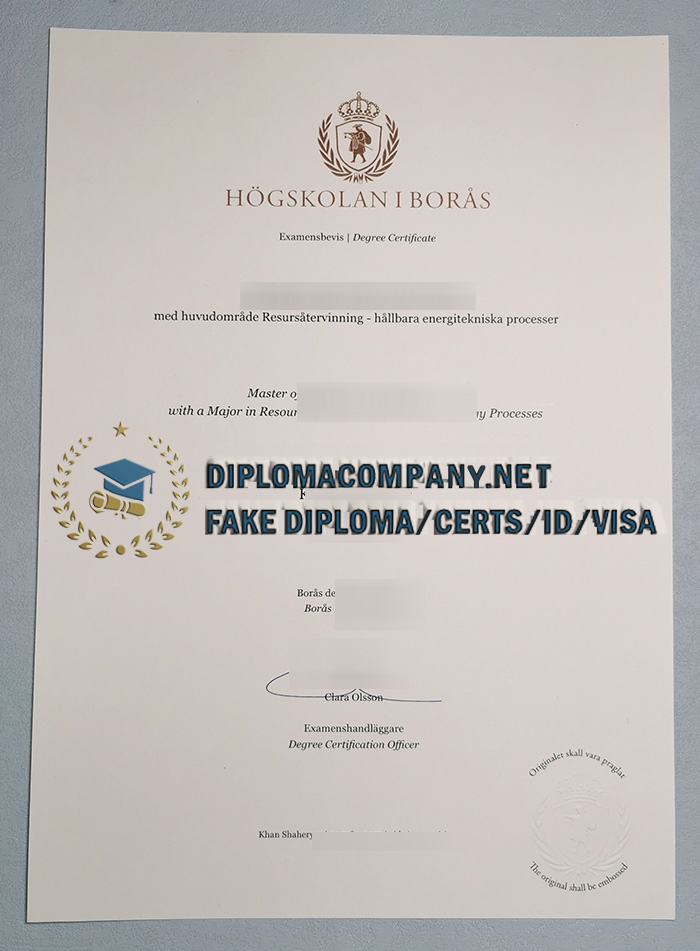 HÖGSKOLAN I BORÅS
Examensbevis | Degree Certificate
med huvudområde Resursåtervinning - hållbara energitekniska processer
Master
with a Major in
Processes
DIPLOMACOMPANY.NET
FAKE DIPLOMA/CERTS/ID/VISA
Borås
Borås
Clara Olsson
Examenshandläggare
Degree Certification Officer
Originalet skall vara präglat
The original shall be embossed
Khan